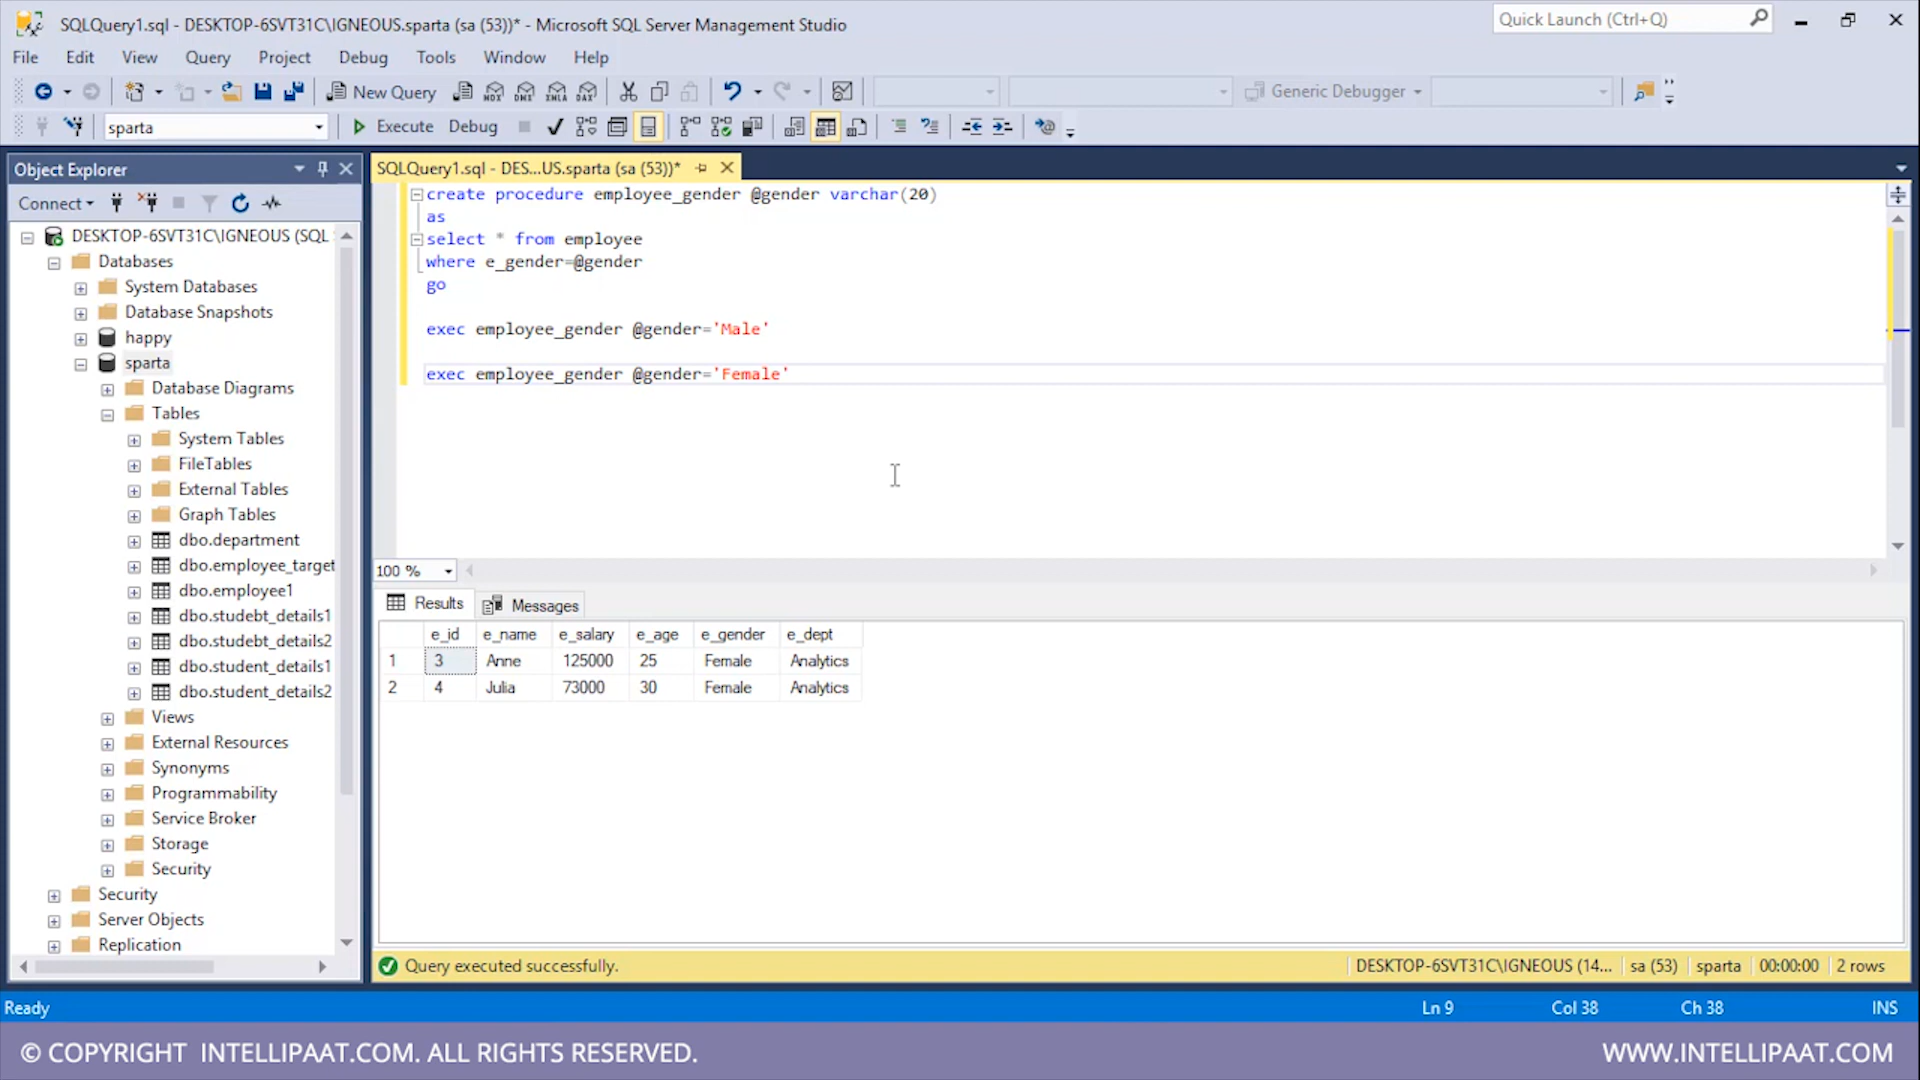 SQLQuery1.sql - DESKTOP-6SVT31C\IGNEOUS.sparta (sa (53))* - Microsoft SQL Server Management Studio
Quick Launch (Ctrl+Q)
File Edit View Query Project Debug Tools Window Help
New Query
MDX DMX XMLA DAX
Generic Debugger
sparta
Execute Debug
Object Explorer
Connect
DESKTOP-6SVT31C\IGNEOUS (SQL
Databases
System Databases
Database Snapshots
happy
sparta
Database Diagrams
Tables
System Tables
FileTables
External Tables
Graph Tables
dbo.department
dbo.employee_target
dbo.employee1
dbo.studebt_details1
dbo.studebt_details2
dbo.student_details1
dbo.student_details2
Views
External Resources
Synonyms
Programmability
Service Broker
Storage
Security
Security
Server Objects
Replication
SQLQuery1.sql - DES...US.sparta (sa (53))*
create procedure employee_gender @gender varchar(20)
as
select * from employee
where e_gender=@gender
go
exec employee_gender @gender='Male'
exec employee_gender @gender='Female'
100 %
Results Messages
e_id e_name e_salary e_age e_gender e_dept
1 3 Anne 125000 25 Female Analytics
2 4 Julia 73000 30 Female Analytics
Query executed successfully.
DESKTOP-6SVT31C\IGNEOUS (14... sa (53) sparta 00:00:00 2 rows
Ready
Ln 9 Col 38 Ch 38 INS
© COPYRIGHT INTELLIPAAT.COM. ALL RIGHTS RESERVED.
WWW.INTELLIPAAT.COM